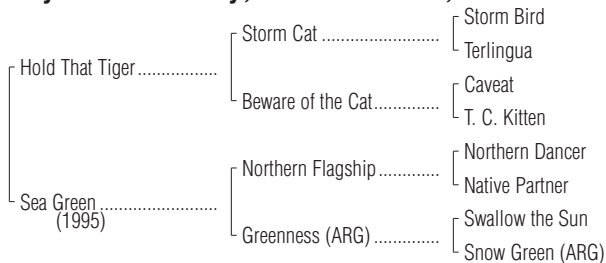 Storm Bird
Storm Cat ........................
Terlingua
Hold That Tiger................
Caveat
Beware of the Cat.............
T. C. Kitten
Northern Dancer
Northern Flagship............
Native Partner
Sea Green .......................
(1995)
Swallow the Sun
Greenness (ARG) .............
Snow Green (ARG)